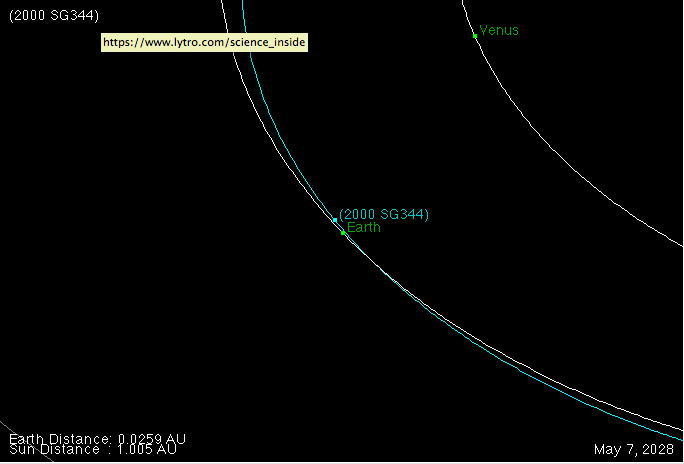 (2000 SG344)
Venus
https://www.lytro.com/science_inside
(2000 SG344)
Earth
Earth Distance: 0.0259 AU
Sun Distance : 1.005 AU
May 7, 2028